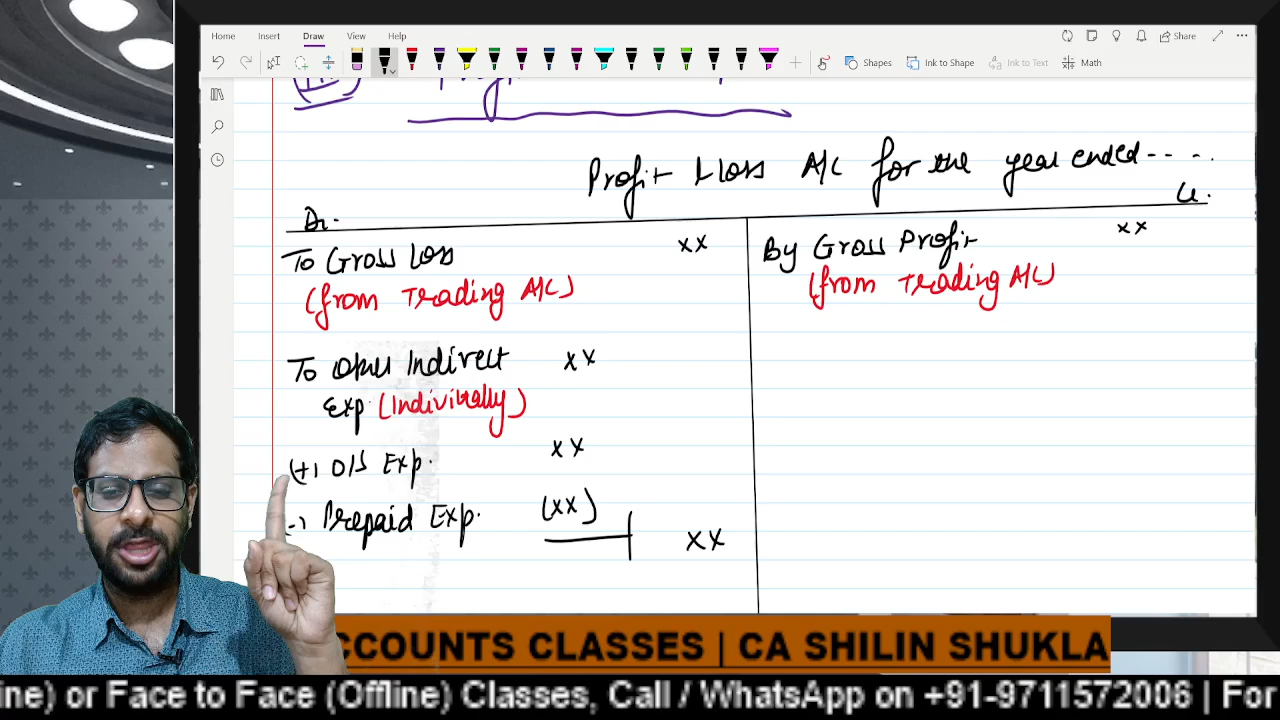 Home Insert Draw View Help
Share
Shapes Ink to Shape Ink to Text Math
Profit & Loss A/c for the year ended-- - -.
Dr. Cr.
To Gross Loss xx
(from Trading A/c)
By Gross Profit xx
(from Trading A/c)
To Indirect xx
Exp (Indivirally)
(+) O/S Exp. xx
(-) Prepaid Exp. (xx) xx
CCOUNTS CLASSES | CA SHILIN SHUKLA
ine) or Face to Face (Offline) Classes, Call / WhatsApp on +91-9711572006 | For